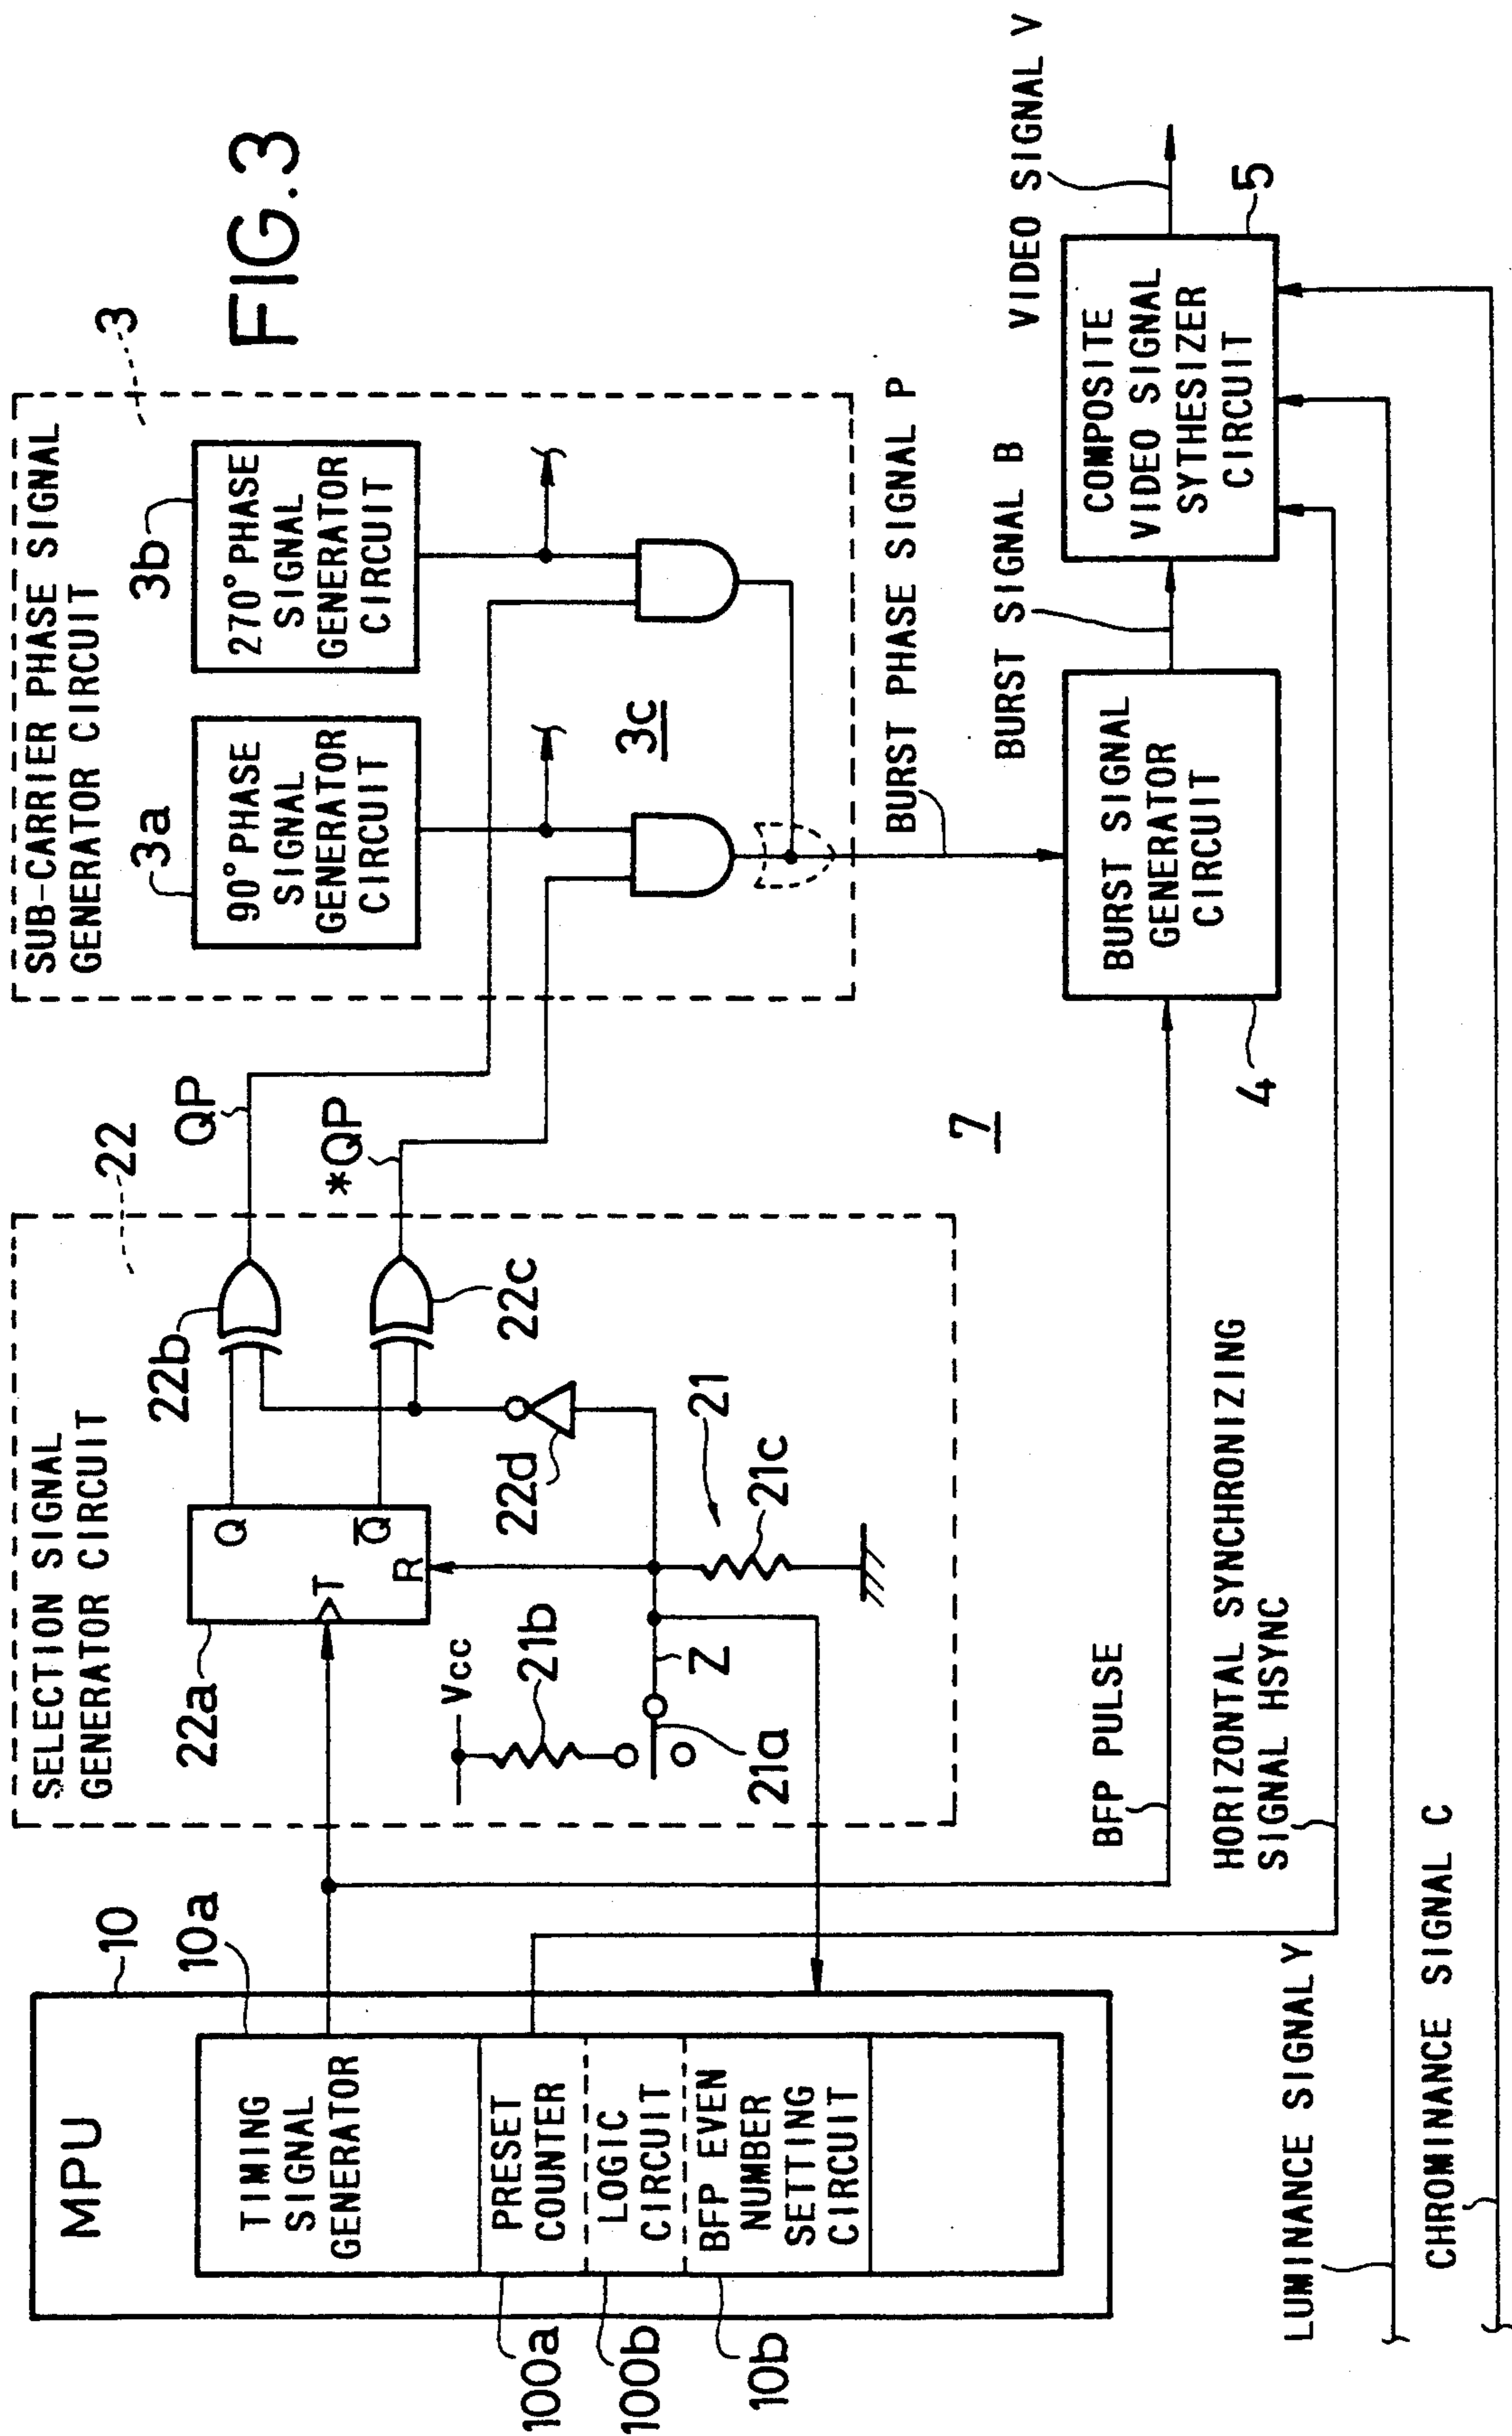 FIG.3
MPU
10
10a
TIMING
SIGNAL
GENERATOR
PRESET
COUNTER
LOGIC
CIRCUIT
BFP EVEN
NUMBER
SETTING
CIRCUIT
100a
100b
10b
SELECTION SIGNAL
GENERATOR CIRCUIT
22
22a
T
Q
Q̅
R
22b
22c
22d
Vcc
21b
21a
Z
21
21c
QP
*QP
SUB-CARRIER PHASE SIGNAL
GENERATOR CIRCUIT
3
3a
90° PHASE
SIGNAL
GENERATOR
CIRCUIT
3b
270° PHASE
SIGNAL
GENERATOR
CIRCUIT
3c
BURST PHASE SIGNAL P
7
BFP PULSE
BURST SIGNAL
GENERATOR
CIRCUIT
4
BURST SIGNAL B
COMPOSITE
VIDEO SIGNAL
SYTHESIZER
CIRCUIT
5
VIDEO SIGNAL V
HORIZONTAL SYNCHRONIZING
SIGNAL HSYNC
LUMINANCE SIGNAL Y
CHROMINANCE SIGNAL C